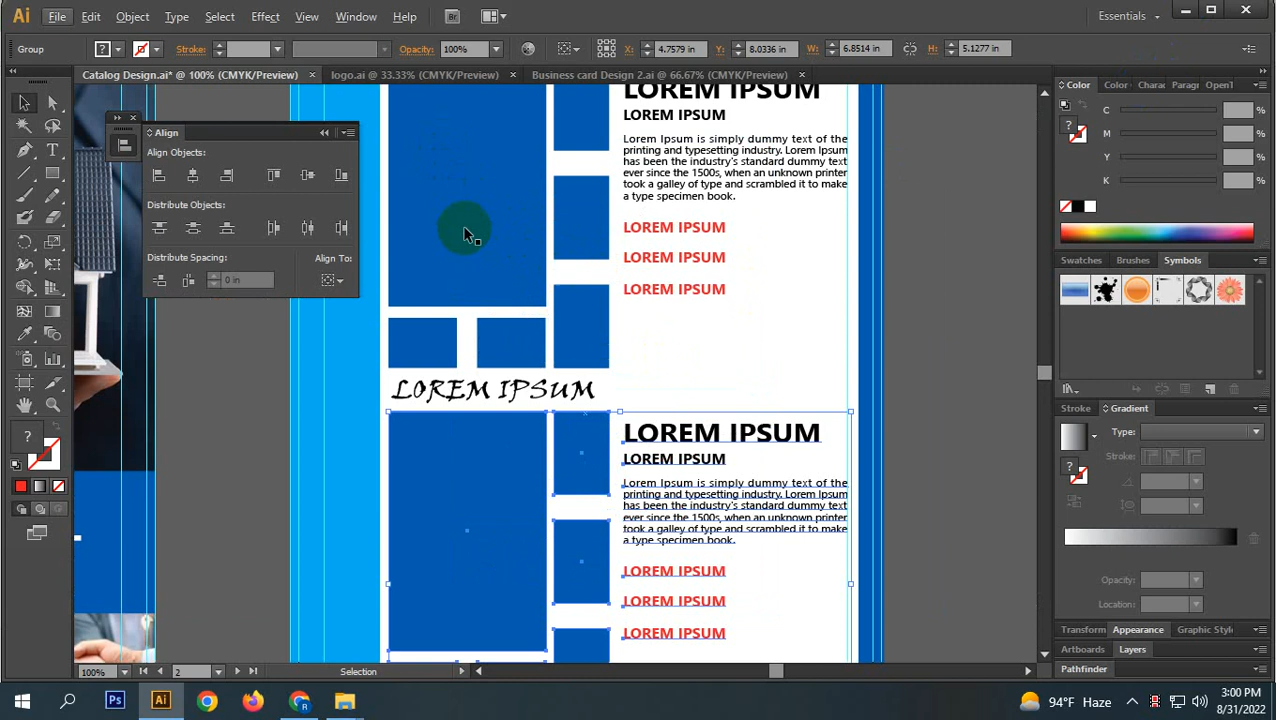 Ai File Edit Object Type Select Effect View Window Help Br Essentials
Group ? Stroke: Opacity: 100% X: 4.7579 in Y: 8.0336 in W: 6.8514 in H: 5.1277 in
Catalog Design.ai* @ 100% (CMYK/Preview) × logo.ai @ 33.33% (CMYK/Preview) × Business card Design 2.ai @ 66.67% (CMYK/Preview) ×
Align
Align Objects:
Distribute Objects:
Distribute Spacing: Align To:
0 in
LOREM IPSUM
LOREM IPSUM
Lorem Ipsum is simply dummy text of the
printing and typesetting industry. Lorem Ipsum
has been the industry's standard dummy text
ever since the 1500s, when an unknown printer
took a galley of type and scrambled it to make
a type specimen book.
LOREM IPSUM
LOREM IPSUM
LOREM IPSUM
LOREM IPSUM
LOREM IPSUM
LOREM IPSUM
Lorem Ipsum is simply dummy text of the
printing and typesetting industry. Lorem Ipsum
has been the industry's standard dummy text
ever since the 1500s, when an unknown printer
took a galley of type and scrambled it to make
a type specimen book.
LOREM IPSUM
LOREM IPSUM
LOREM IPSUM
Color Color Chara Paragr OpenT
C %
M %
Y %
K %
Swatches Brushes Symbols
Stroke Gradient
Type:
Stroke:
Opacity:
Location:
Transform Appearance Graphic Style
Artboards Layers
Pathfinder
100% 2 Selection
Ps Ai 94°F Haze 3:00 PM
8/31/2022